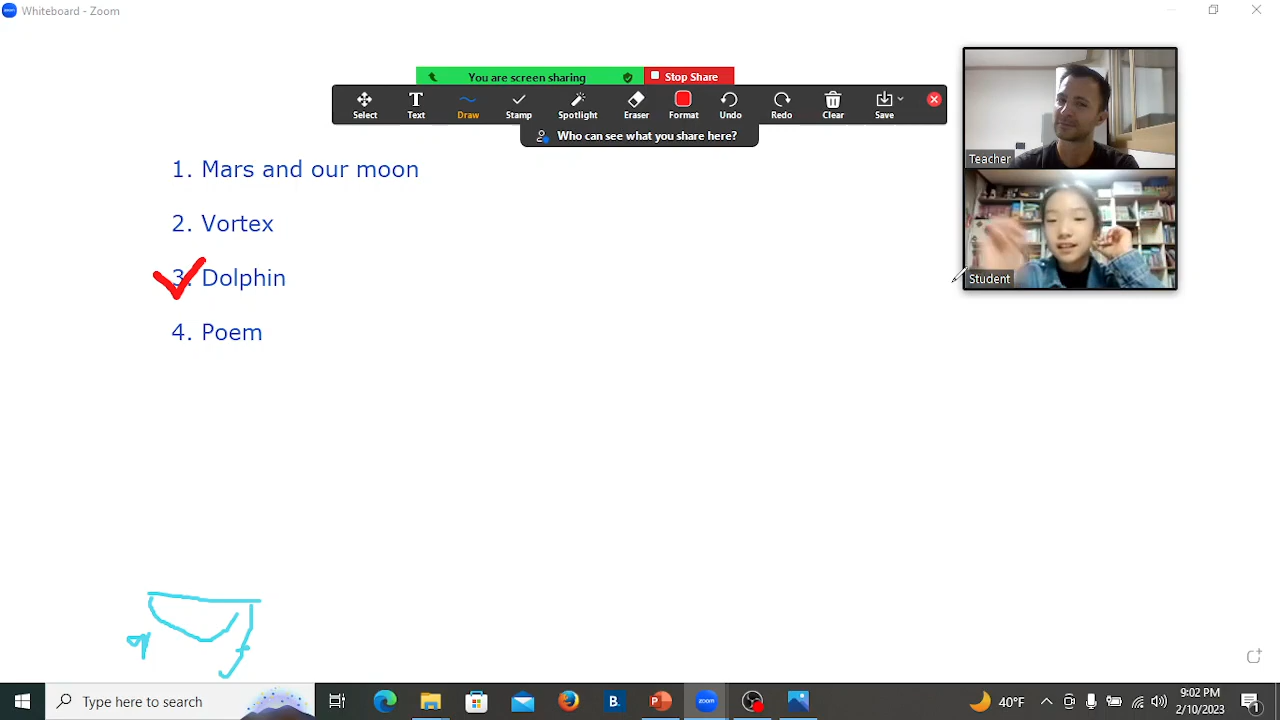 Whiteboard - Zoom
You are screen sharing
Stop Share
Select Text Draw Stamp Spotlight Eraser Format Undo Redo Clear Save
Who can see what you share here?
Teacher
Student
1. Mars and our moon
2. Vortex
3. Dolphin
4. Poem
Type here to search
B.
zoom
40°F
9:02 PM
2/10/2023
1